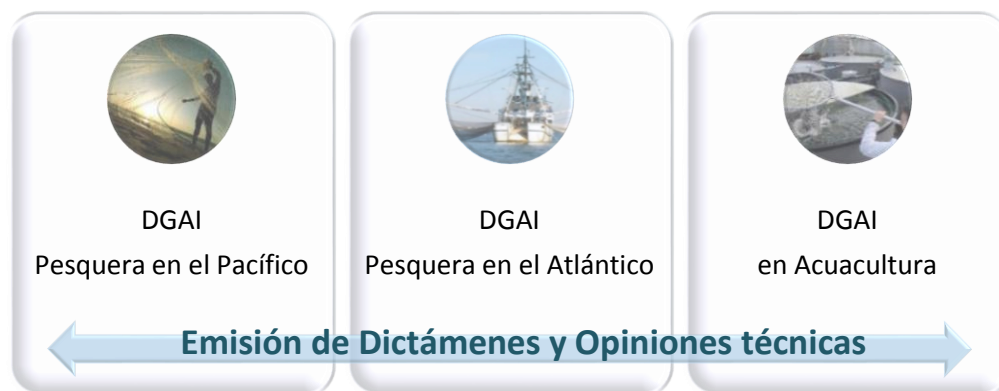 DGAI
Pesquera en el Pacífico
DGAI
Pesquera en el Atlántico
DGAI
en Acuacultura
Emisión de Dictámenes y Opiniones técnicas